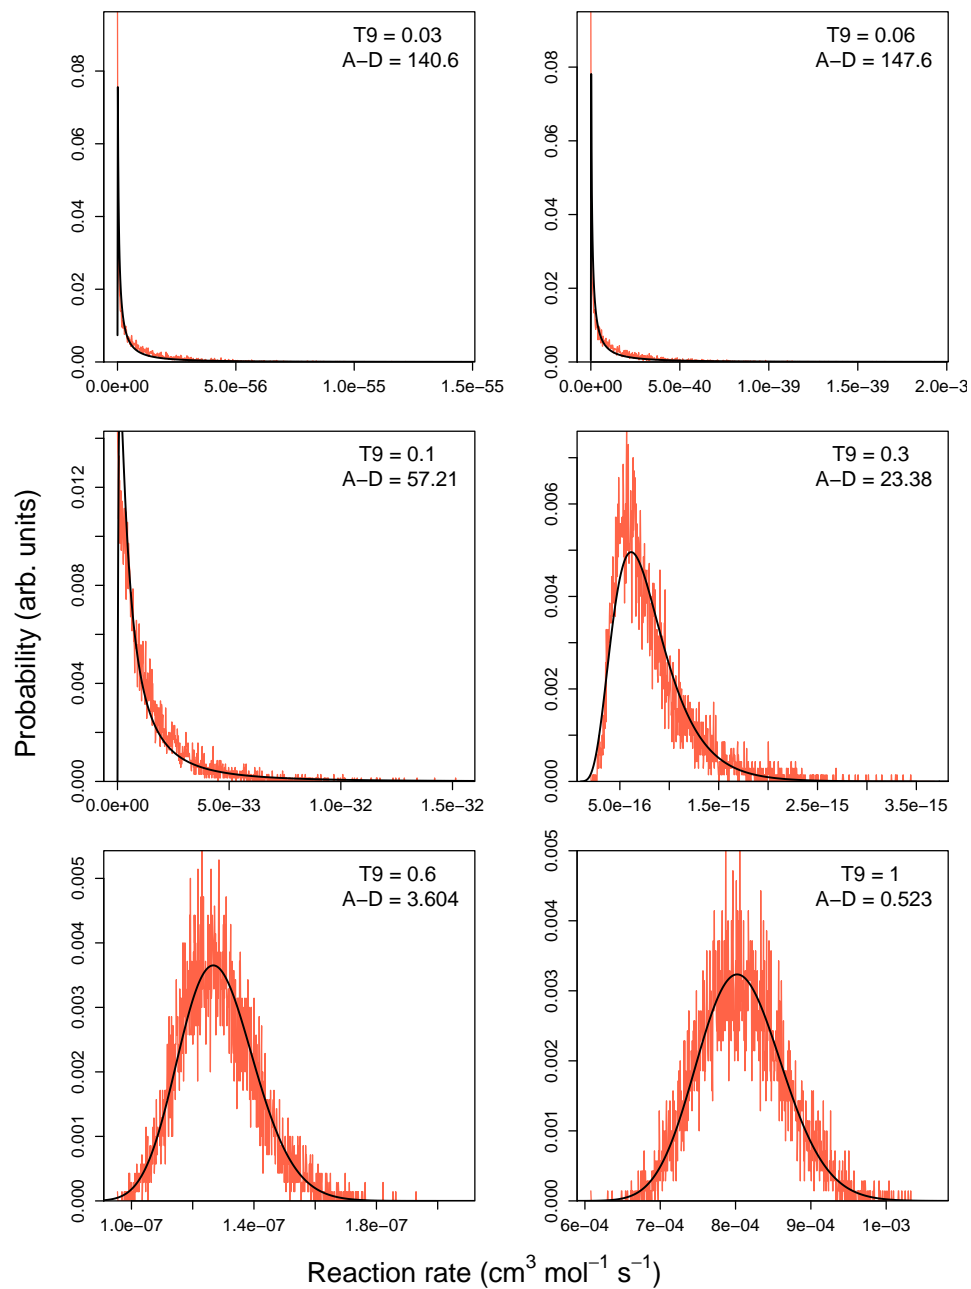 T9 = 0.03
A−D = 140.6
0.00
0.02
0.04
0.06
0.08
0.0e+00
5.0e−56
1.0e−55
1.5e−55
T9 = 0.06
A−D = 147.6
0.00
0.02
0.04
0.06
0.08
0.0e+00
5.0e−40
1.0e−39
1.5e−39
2.0e−3
T9 = 0.1
A−D = 57.21
0.000
0.004
0.008
0.012
0.0e+00
5.0e−33
1.0e−32
1.5e−32
T9 = 0.3
A−D = 23.38
0.000
0.002
0.004
0.006
5.0e−16
1.5e−15
2.5e−15
3.5e−15
T9 = 0.6
A−D = 3.604
0.000
0.001
0.002
0.003
0.004
0.005
1.0e−07
1.4e−07
1.8e−07
T9 = 1
A−D = 0.523
0.000
0.001
0.002
0.003
0.004
0.005
6e−04
7e−04
8e−04
9e−04
1e−03
Probability (arb. units)
Reaction rate (cm³ mol⁻¹ s⁻¹)